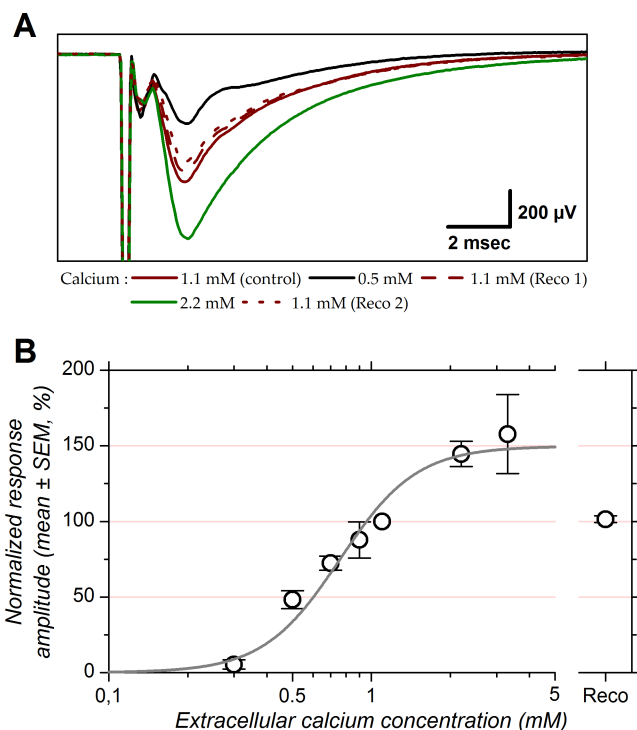 A
200 µV
2 msec
Calcium : 1.1 mM (control) 0.5 mM 1.1 mM (Reco 1)
2.2 mM 1.1 mM (Reco 2)
B
Normalized response
amplitude (mean ± SEM, %)
200
150
100
50
0
0,1 0.5 1 5 Reco
Extracellular calcium concentration (mM)